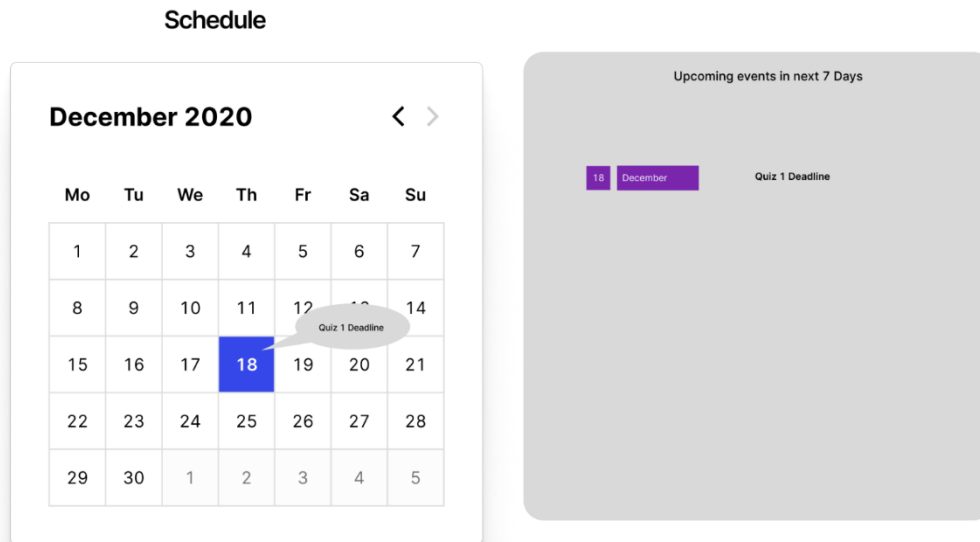 Schedule
December 2020
Mo Tu We Th Fr Sa Su
1 2 3 4 5 6 7
8 9 10 11 12 14
Quiz 1 Deadline
15 16 17 18 19 20 21
22 23 24 25 26 27 28
29 30 1 2 3 4 5
Upcoming events in next 7 Days
18 December Quiz 1 Deadline